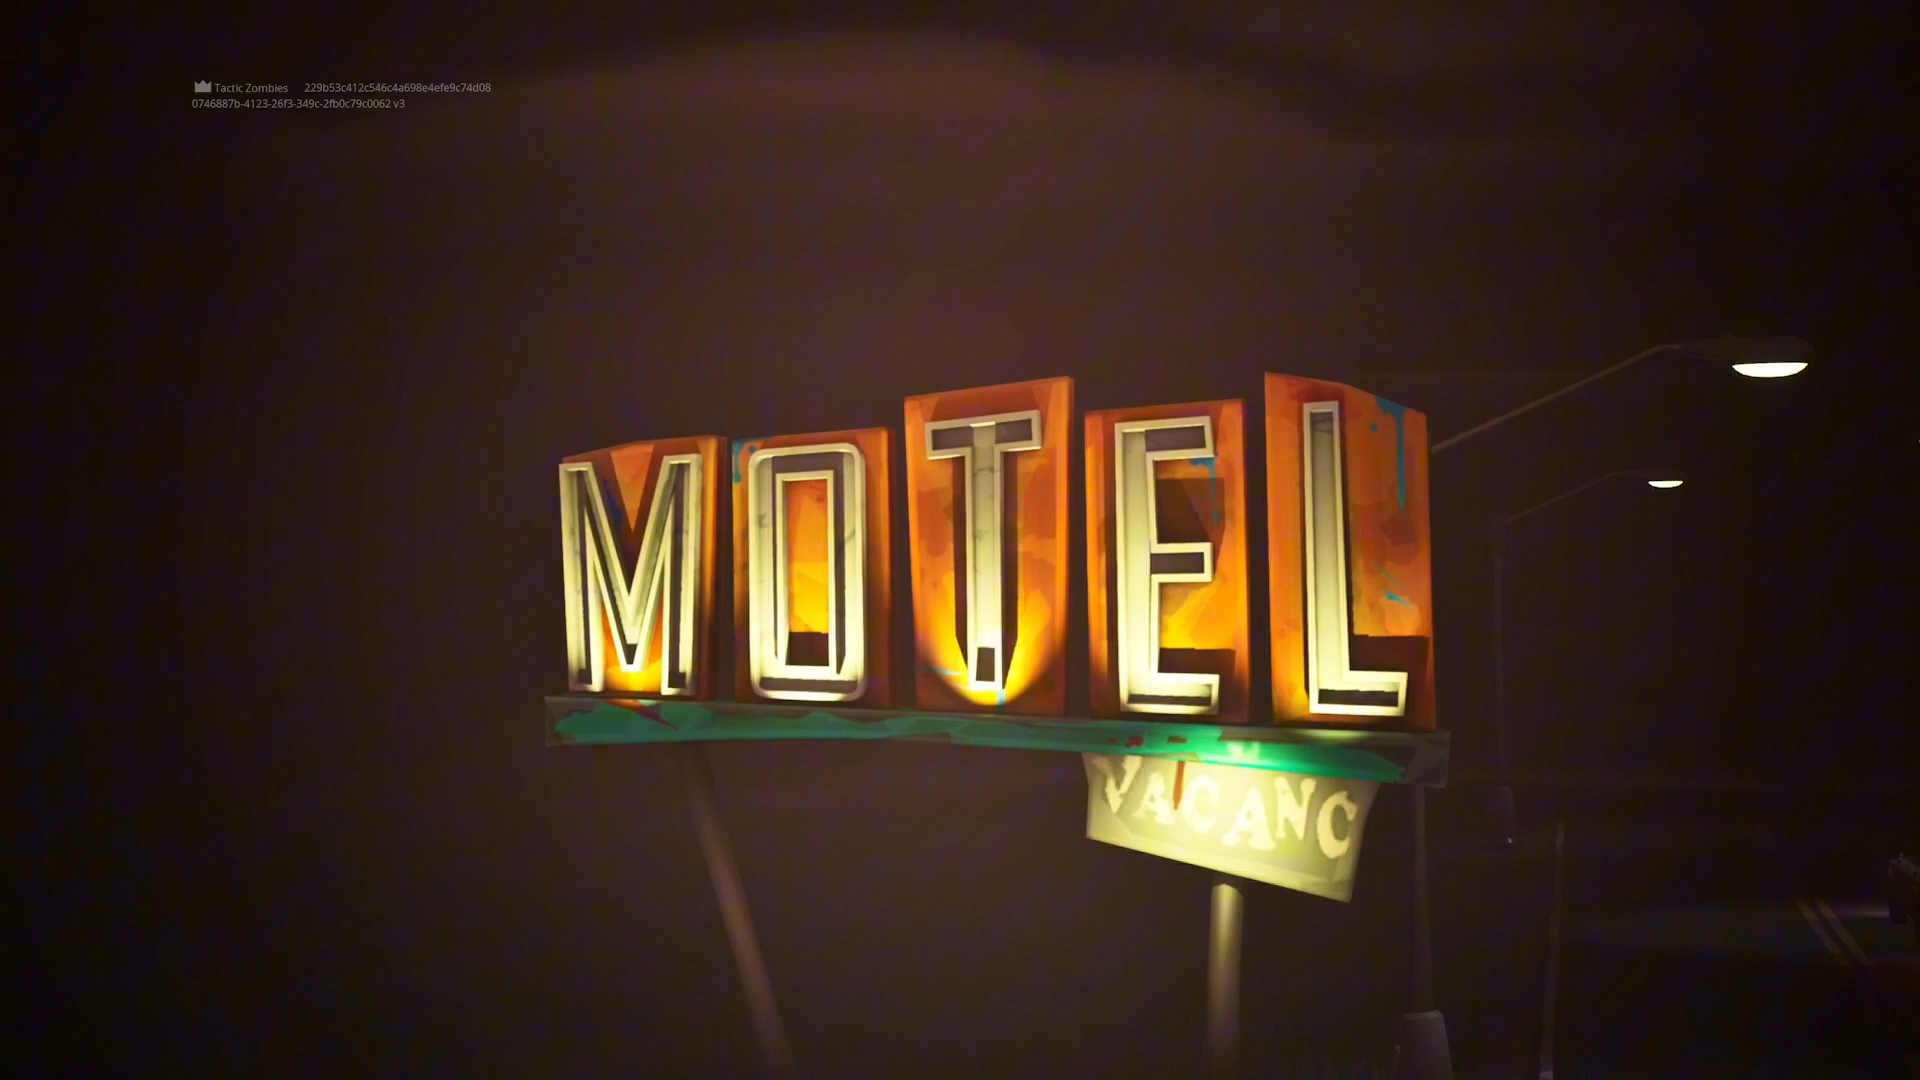 Tactic Zombies 229b53c412c546c4a698e4efe9c74d08
0746887b-4123-26f3-349c-2fb0c79c0062 v3
MOTEL
VACANC